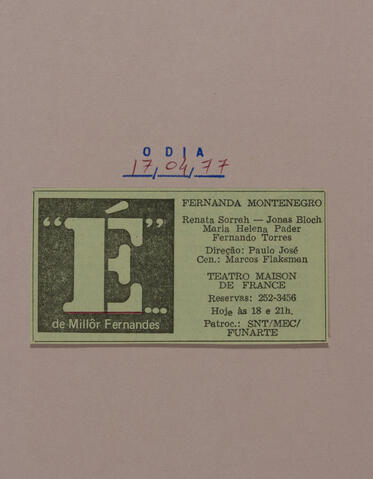 O DIA
17,04,77
"É"...
de Millôr Fernandes
FERNANDA MONTENEGRO
Renata Sorrah — Jonas Bloch
Maria Helena Pader
Fernando Torres
Direção: Paulo José
Cen.: Marcos Flaksman
TEATRO MAISON
DE FRANCE
Reservas: 252-3456
Hoje às 18 e 21h.
Patroc.: SNT/MEC/
FUNARTE